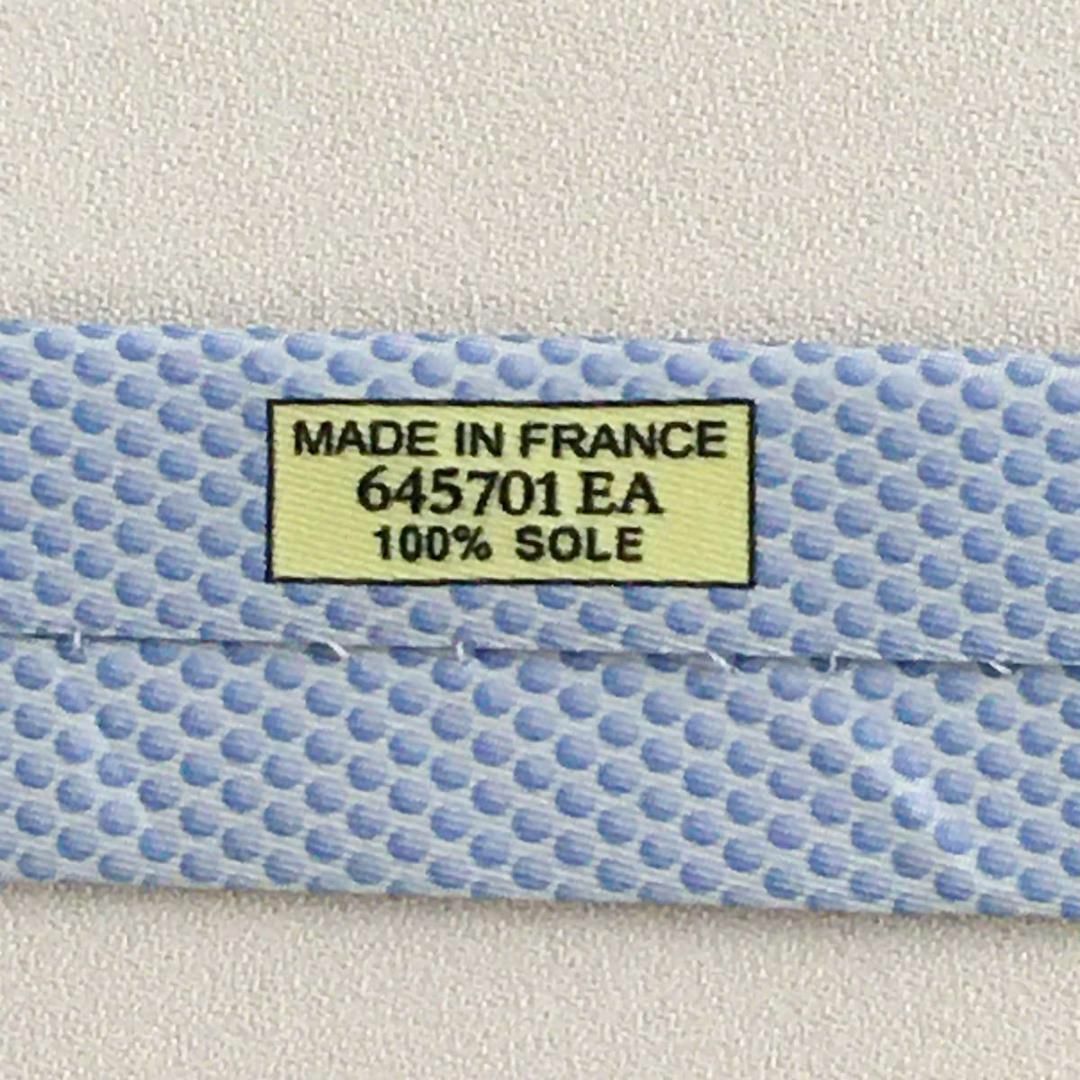 MADE IN FRANCE
645701 EA
100% SOLE